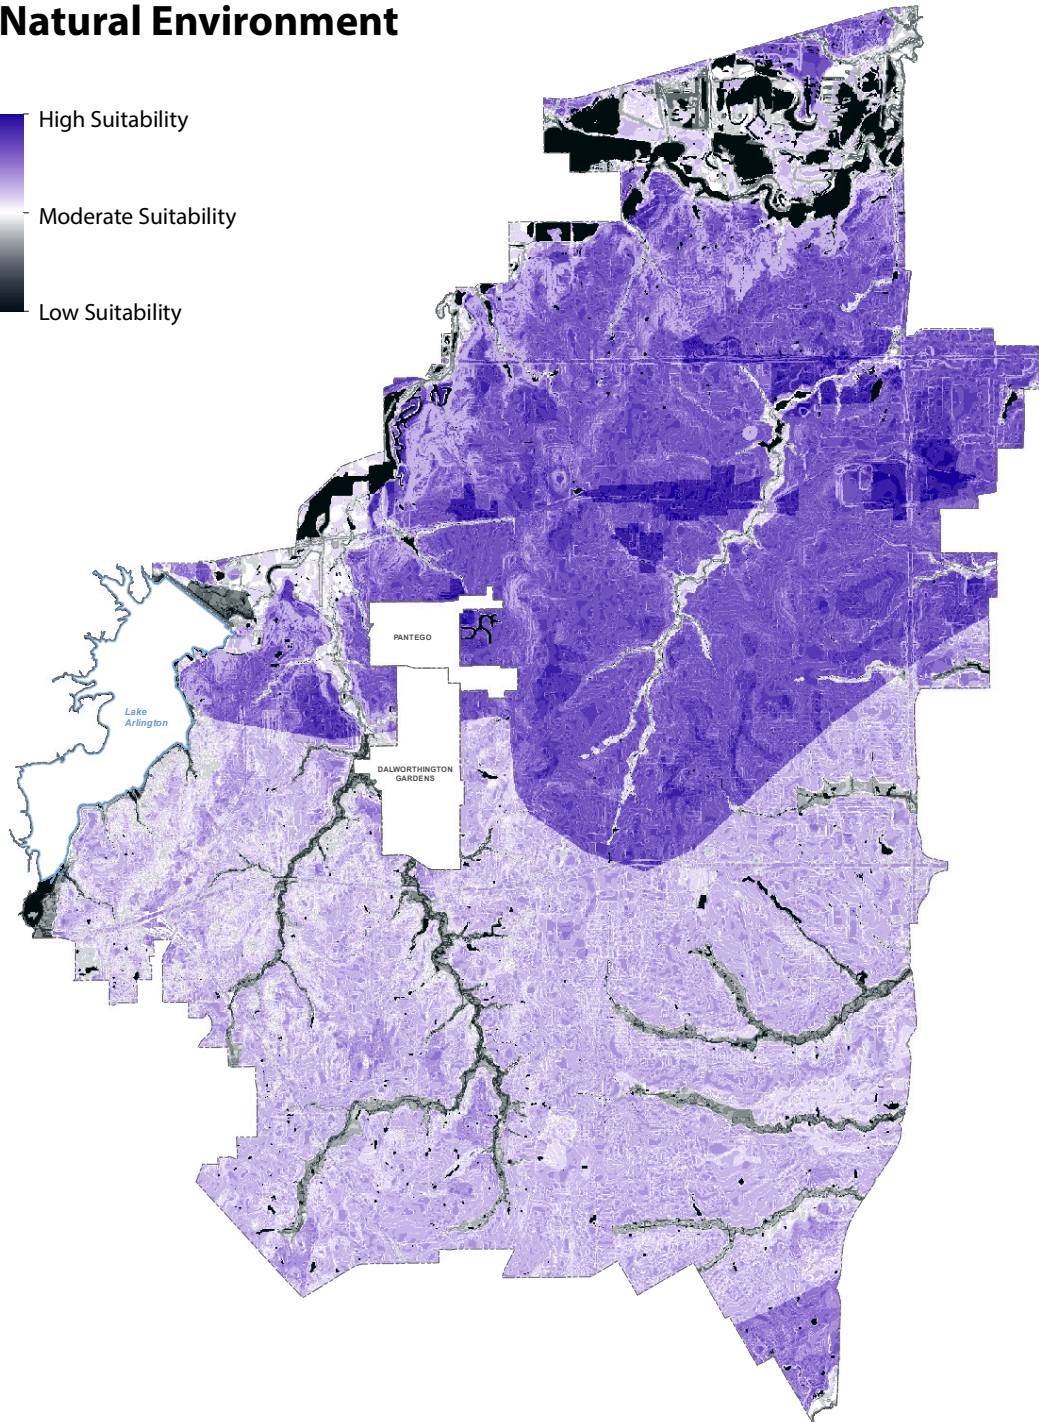 Natural Environment
High Suitability
Moderate Suitability
Low Suitability
PANTEGO
Lake
Arlington
DALWORTHINGTON
GARDENS